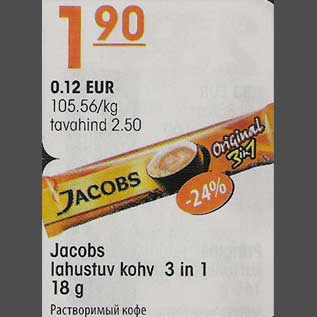 1 90
0.12 EUR
105.56/kg
tavahind 2.50
Original
3in1
JACOBS
-24%
Jacobs
lahustuv kohv 3 in 1
18 g
Растворимый кофе